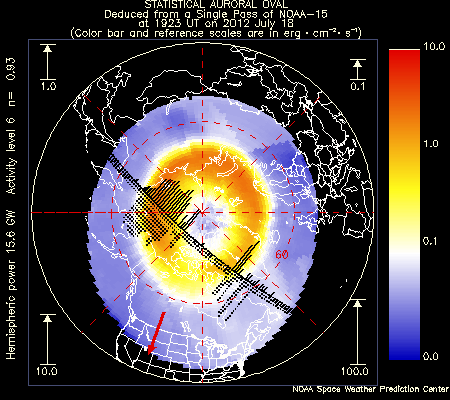 STATISTICAL AURORAL OVAL
Deduced from a Single Pass of NOAA-15
at 1923 UT on 2012 July 18
(Color bar and reference scales are in erg · cm⁻² · s⁻¹)
Hemispheric power 15.6 GW Activity level 6 n= 0.93
1.0
0.1
10.0
100.0
60
10.0
1.0
0.1
0.0
NOAA Space Weather Prediction Center